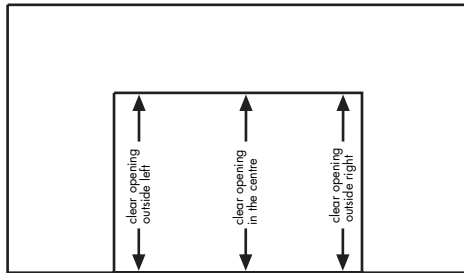 clear opening
outside left
clear opening
in the centre
clear opening
outside right